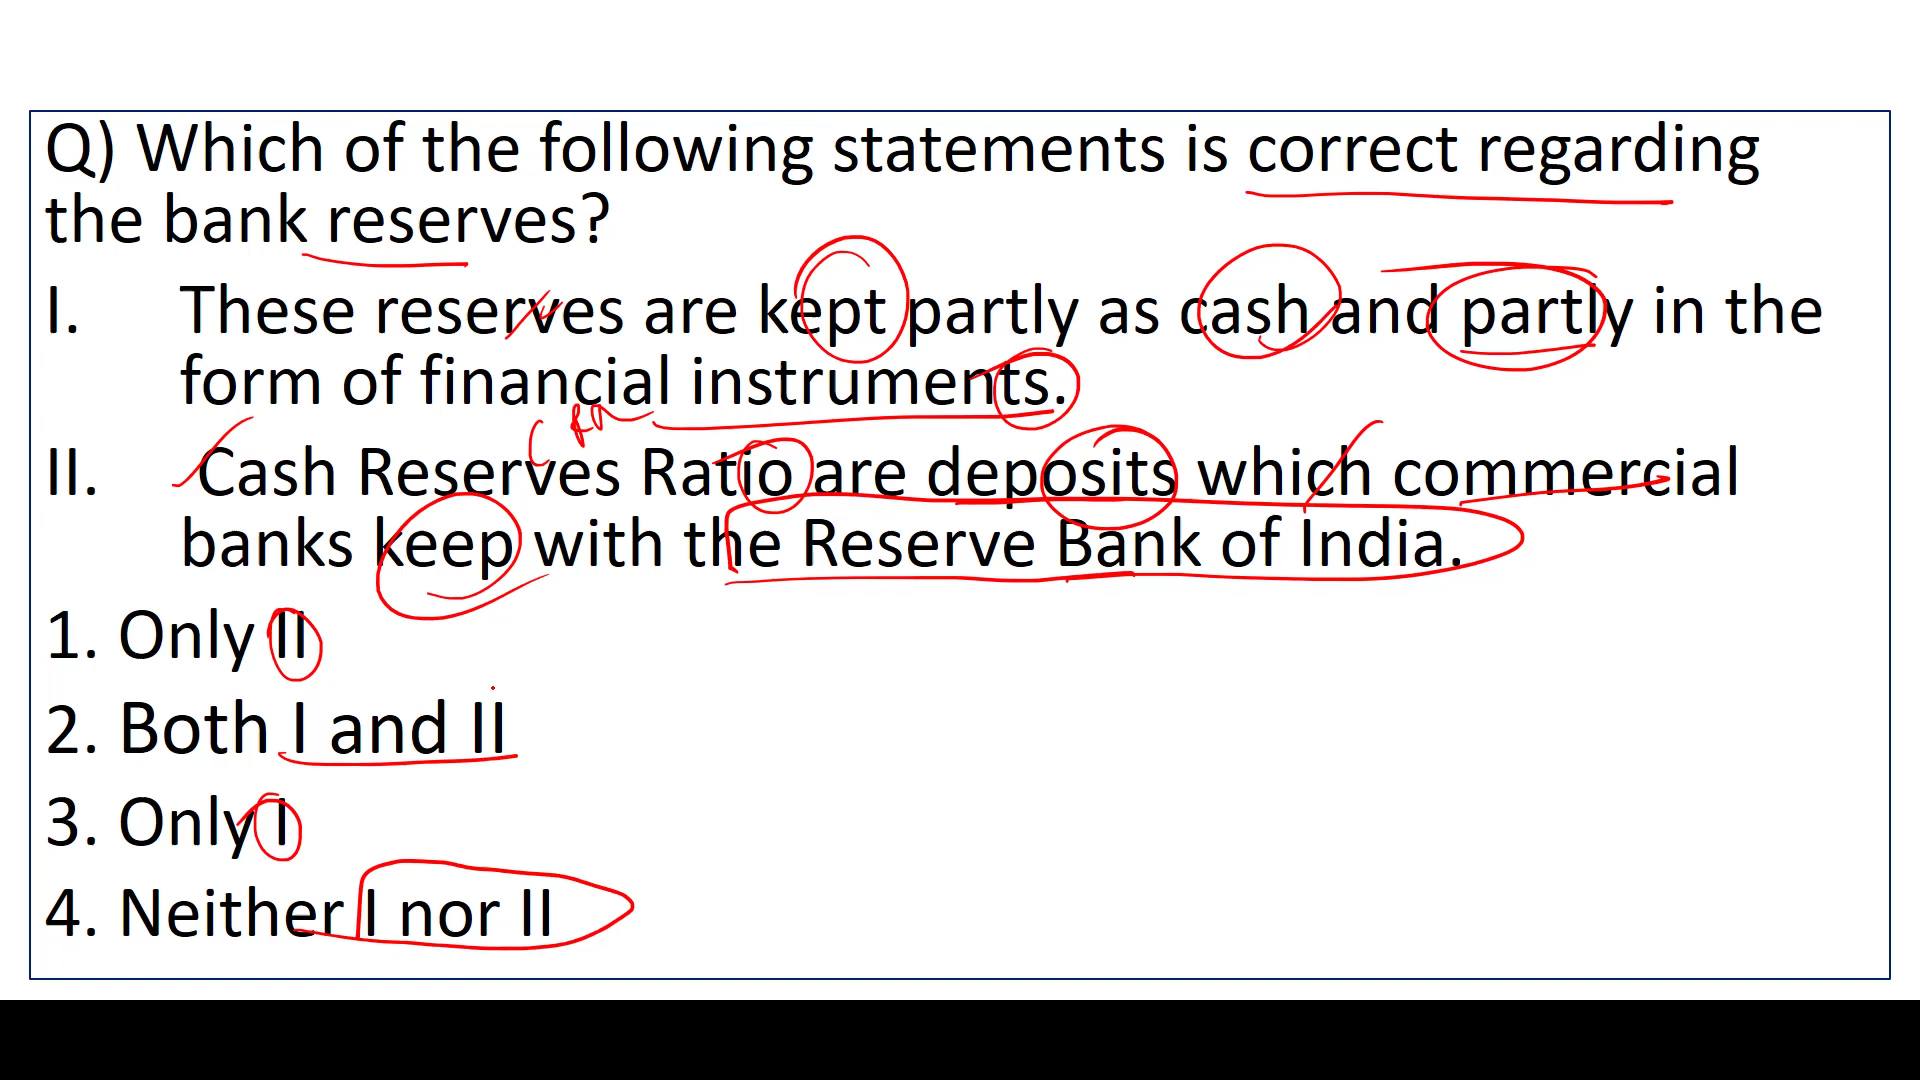 Q) Which of the following statements is correct regarding
the bank reserves?
I. These reserves are kept partly as cash and partly in the
form of financial instruments.
II. Cash Reserves Ratio are deposits which commercial
banks keep with the Reserve Bank of India.
1. Only II
2. Both I and II
3. Only I
4. Neither I nor II